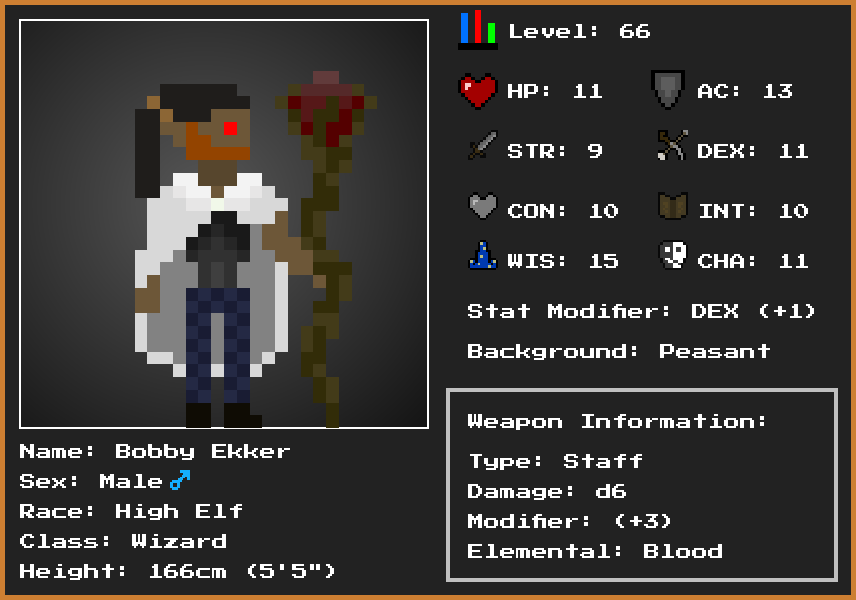 Level: 66
HP: 11 AC: 13
STR: 9 DEX: 11
CON: 10 INT: 10
WIS: 15 CHA: 11
Stat Modifier: DEX (+1)
Background: Peasant
Weapon Information:
Type: Staff
Damage: d6
Modifier: (+3)
Elemental: Blood
Name: Bobby Ekker
Sex: Male ♂
Race: High Elf
Class: Wizard
Height: 166cm (5'5")